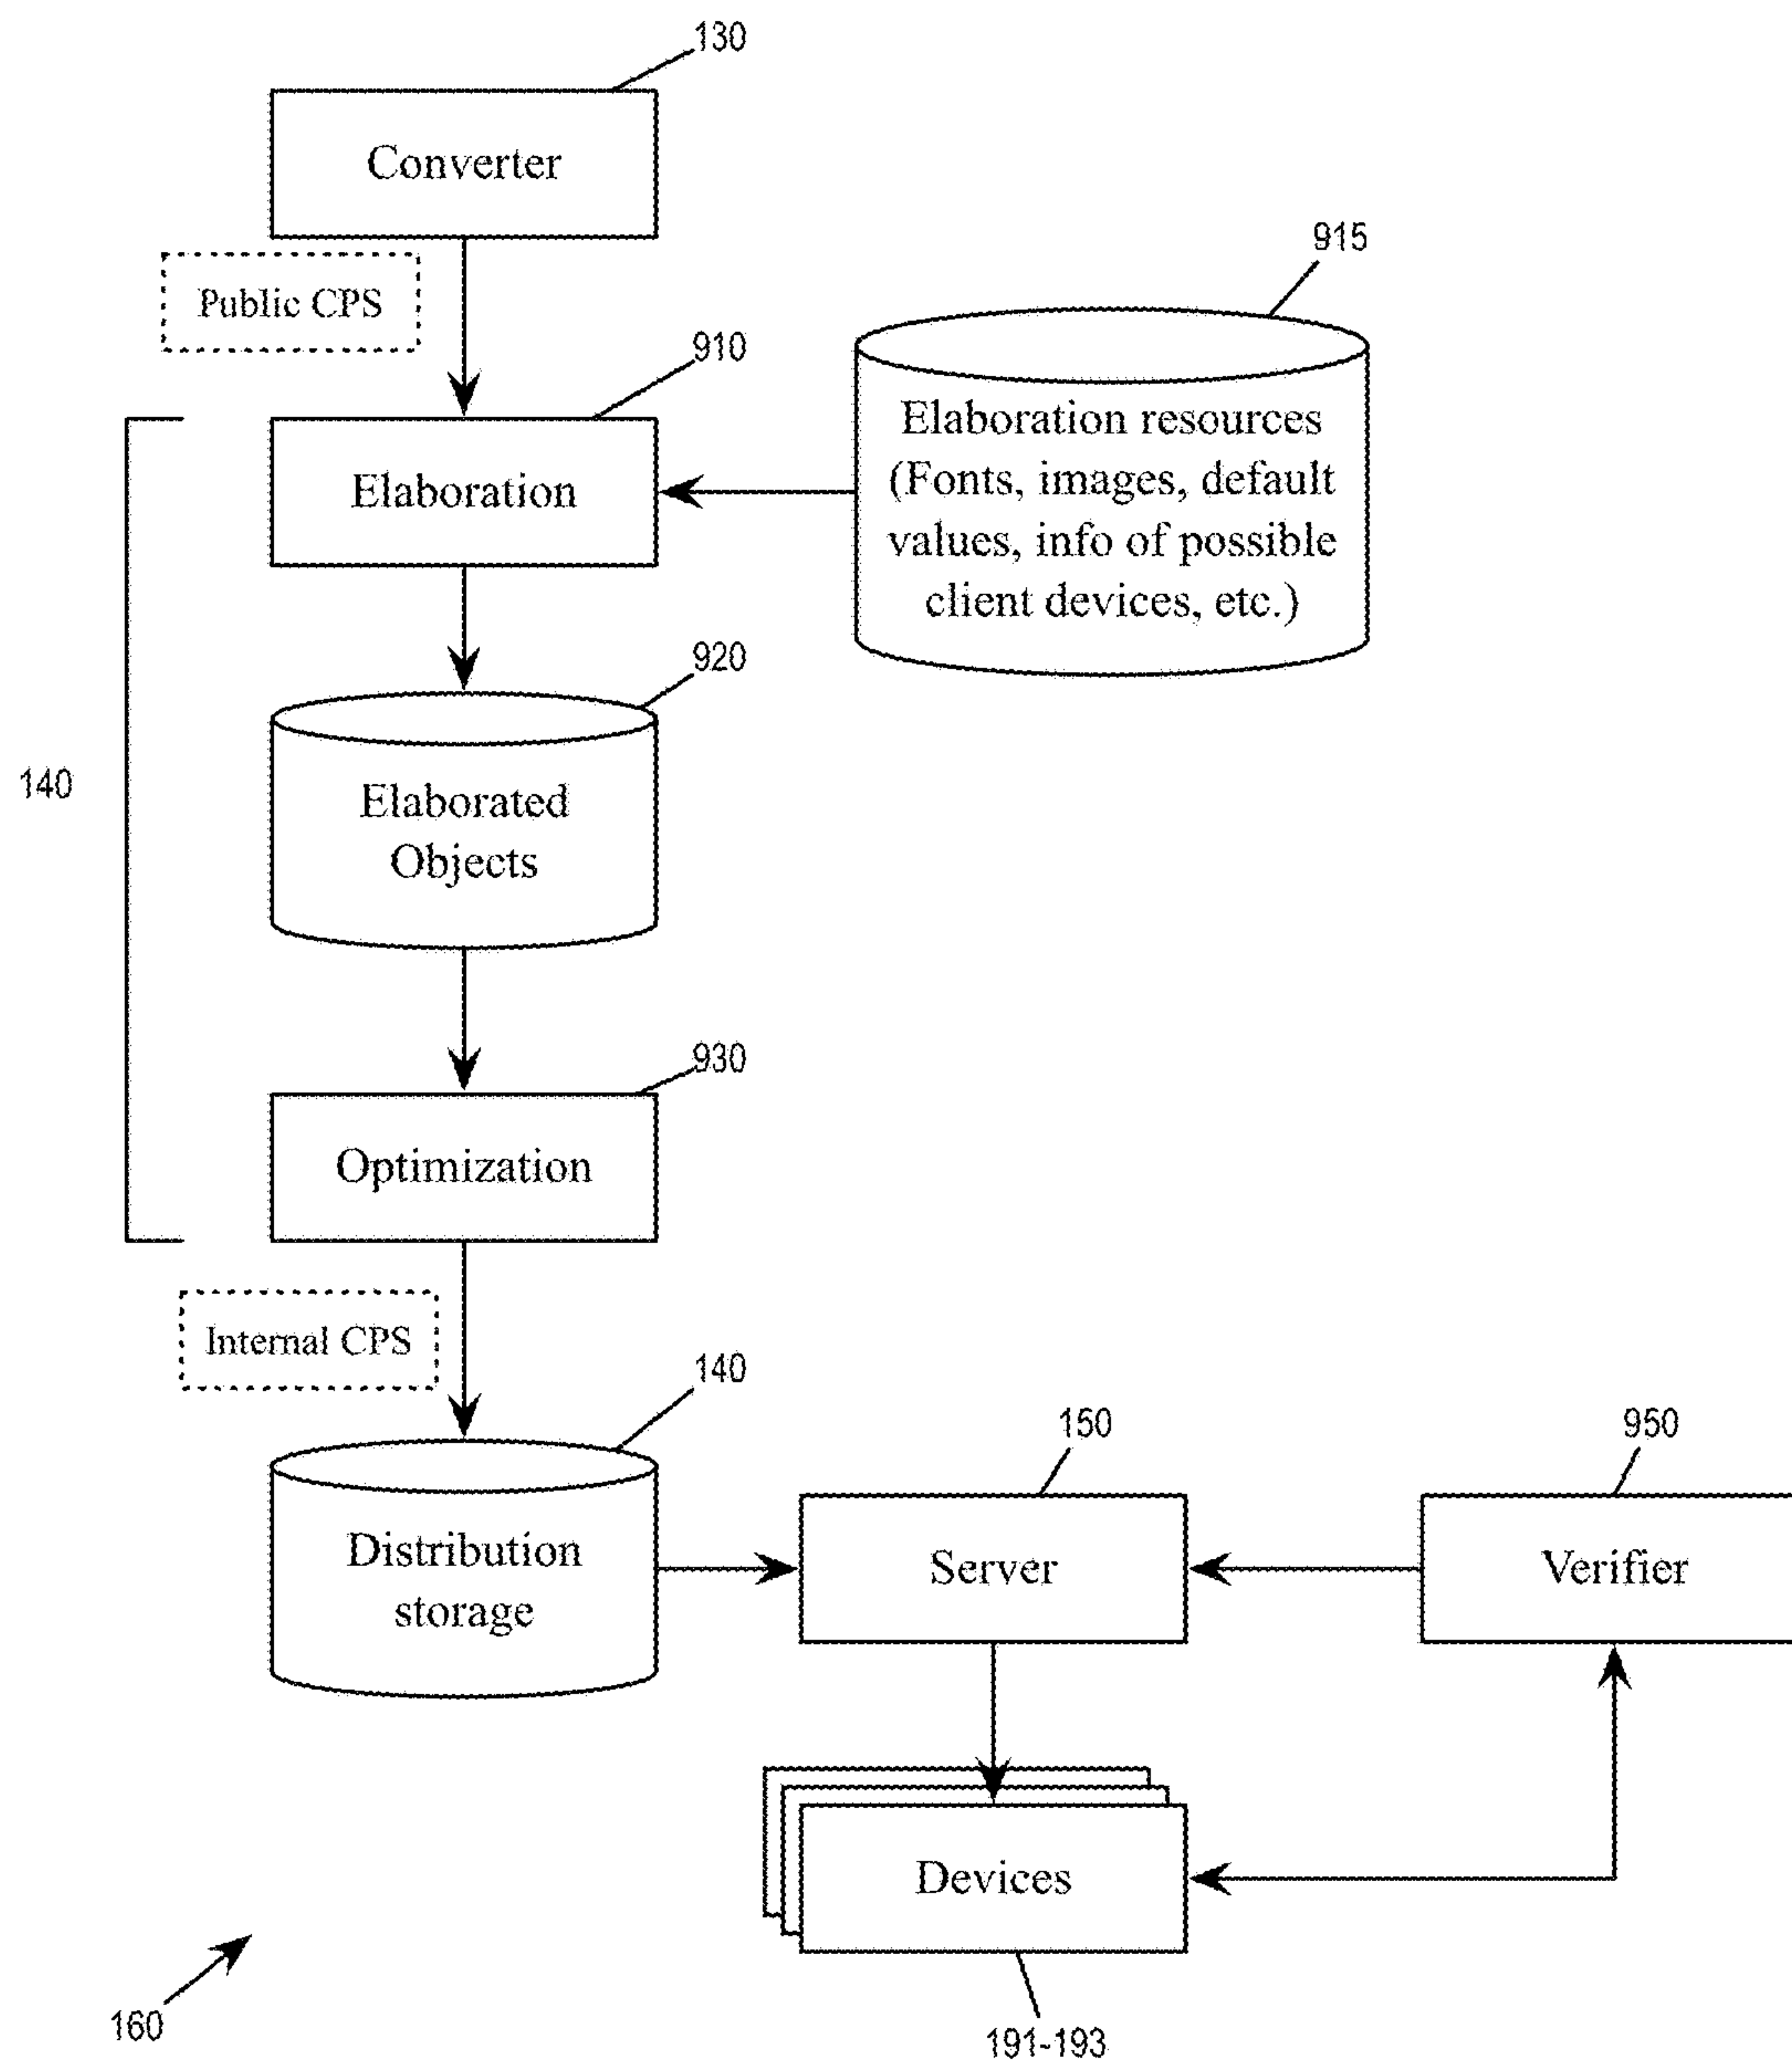 130
Converter
Public CPS
915
910
Elaboration
Elaboration resources
(Fonts, images, default
values, info of possible
client devices, etc.)
920
140
Elaborated
Objects
930
Optimization
Internal CPS
140
150
950
Distribution
storage
Server
Verifier
Devices
160
191-193